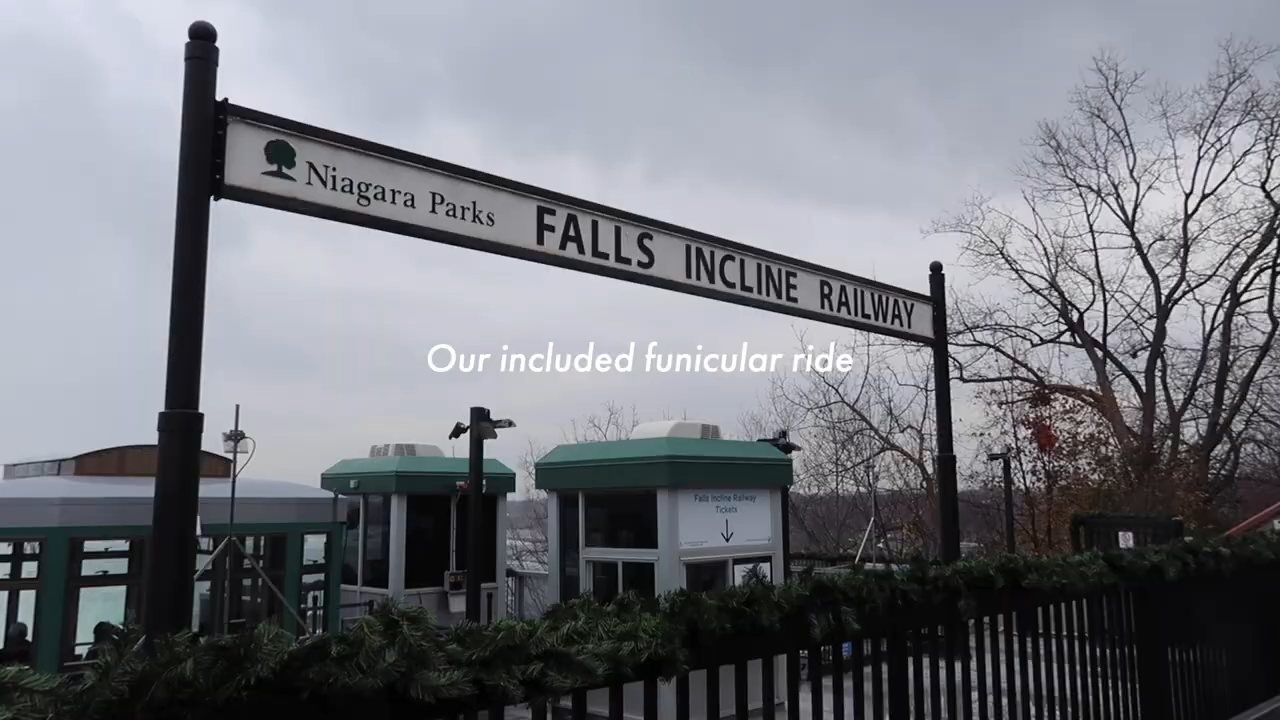 Niagara Parks FALLS INCLINE RAILWAY
Our included funicular ride
Falls Incline Railway
Tickets